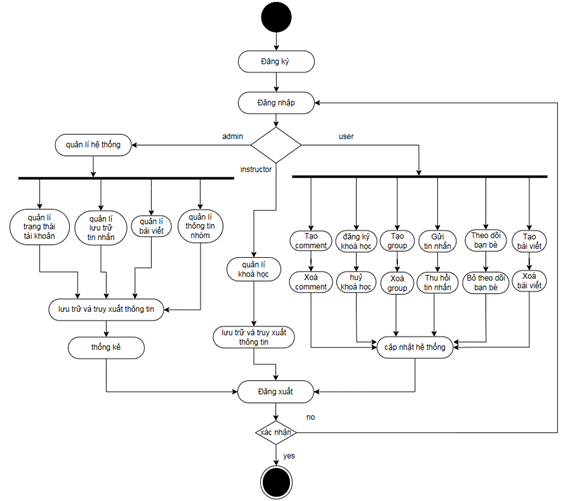 Đăng ký
Đăng nhập
admin
user
quản lí hệ thống
instructor
quản lí
trạng thái
tài khoản
quản lí
lưu trữ
tin nhắn
quản lí
bài viết
quản lí
thông tin
nhóm
Tạo
comment
đăng ký
khoá học
Tạo
group
Gửi
tin nhắn
Theo dõi
bạn bè
Tạo
bài viết
quản lí
khoá học
Xoá
comment
huỷ
khoá học
Xoá
group
Thu hồi
tin nhắn
Bỏ theo dõi
bạn bè
Xoá
bài viết
lưu trữ và truy xuất thông tin
lưu trữ và truy xuất
thông tin
thống kê
cập nhật hệ thống
Đăng xuất
no
xác nhận
yes